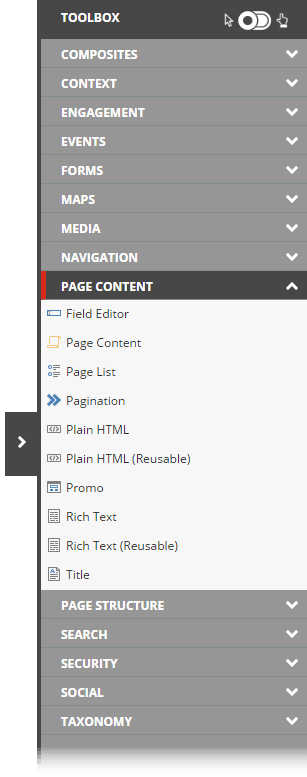 TOOLBOX
COMPOSITES
CONTEXT
ENGAGEMENT
EVENTS
FORMS
MAPS
MEDIA
NAVIGATION
PAGE CONTENT
Field Editor
Page Content
Page List
Pagination
Plain HTML
Plain HTML (Reusable)
Promo
Rich Text
Rich Text (Reusable)
Title
PAGE STRUCTURE
SEARCH
SECURITY
SOCIAL
TAXONOMY